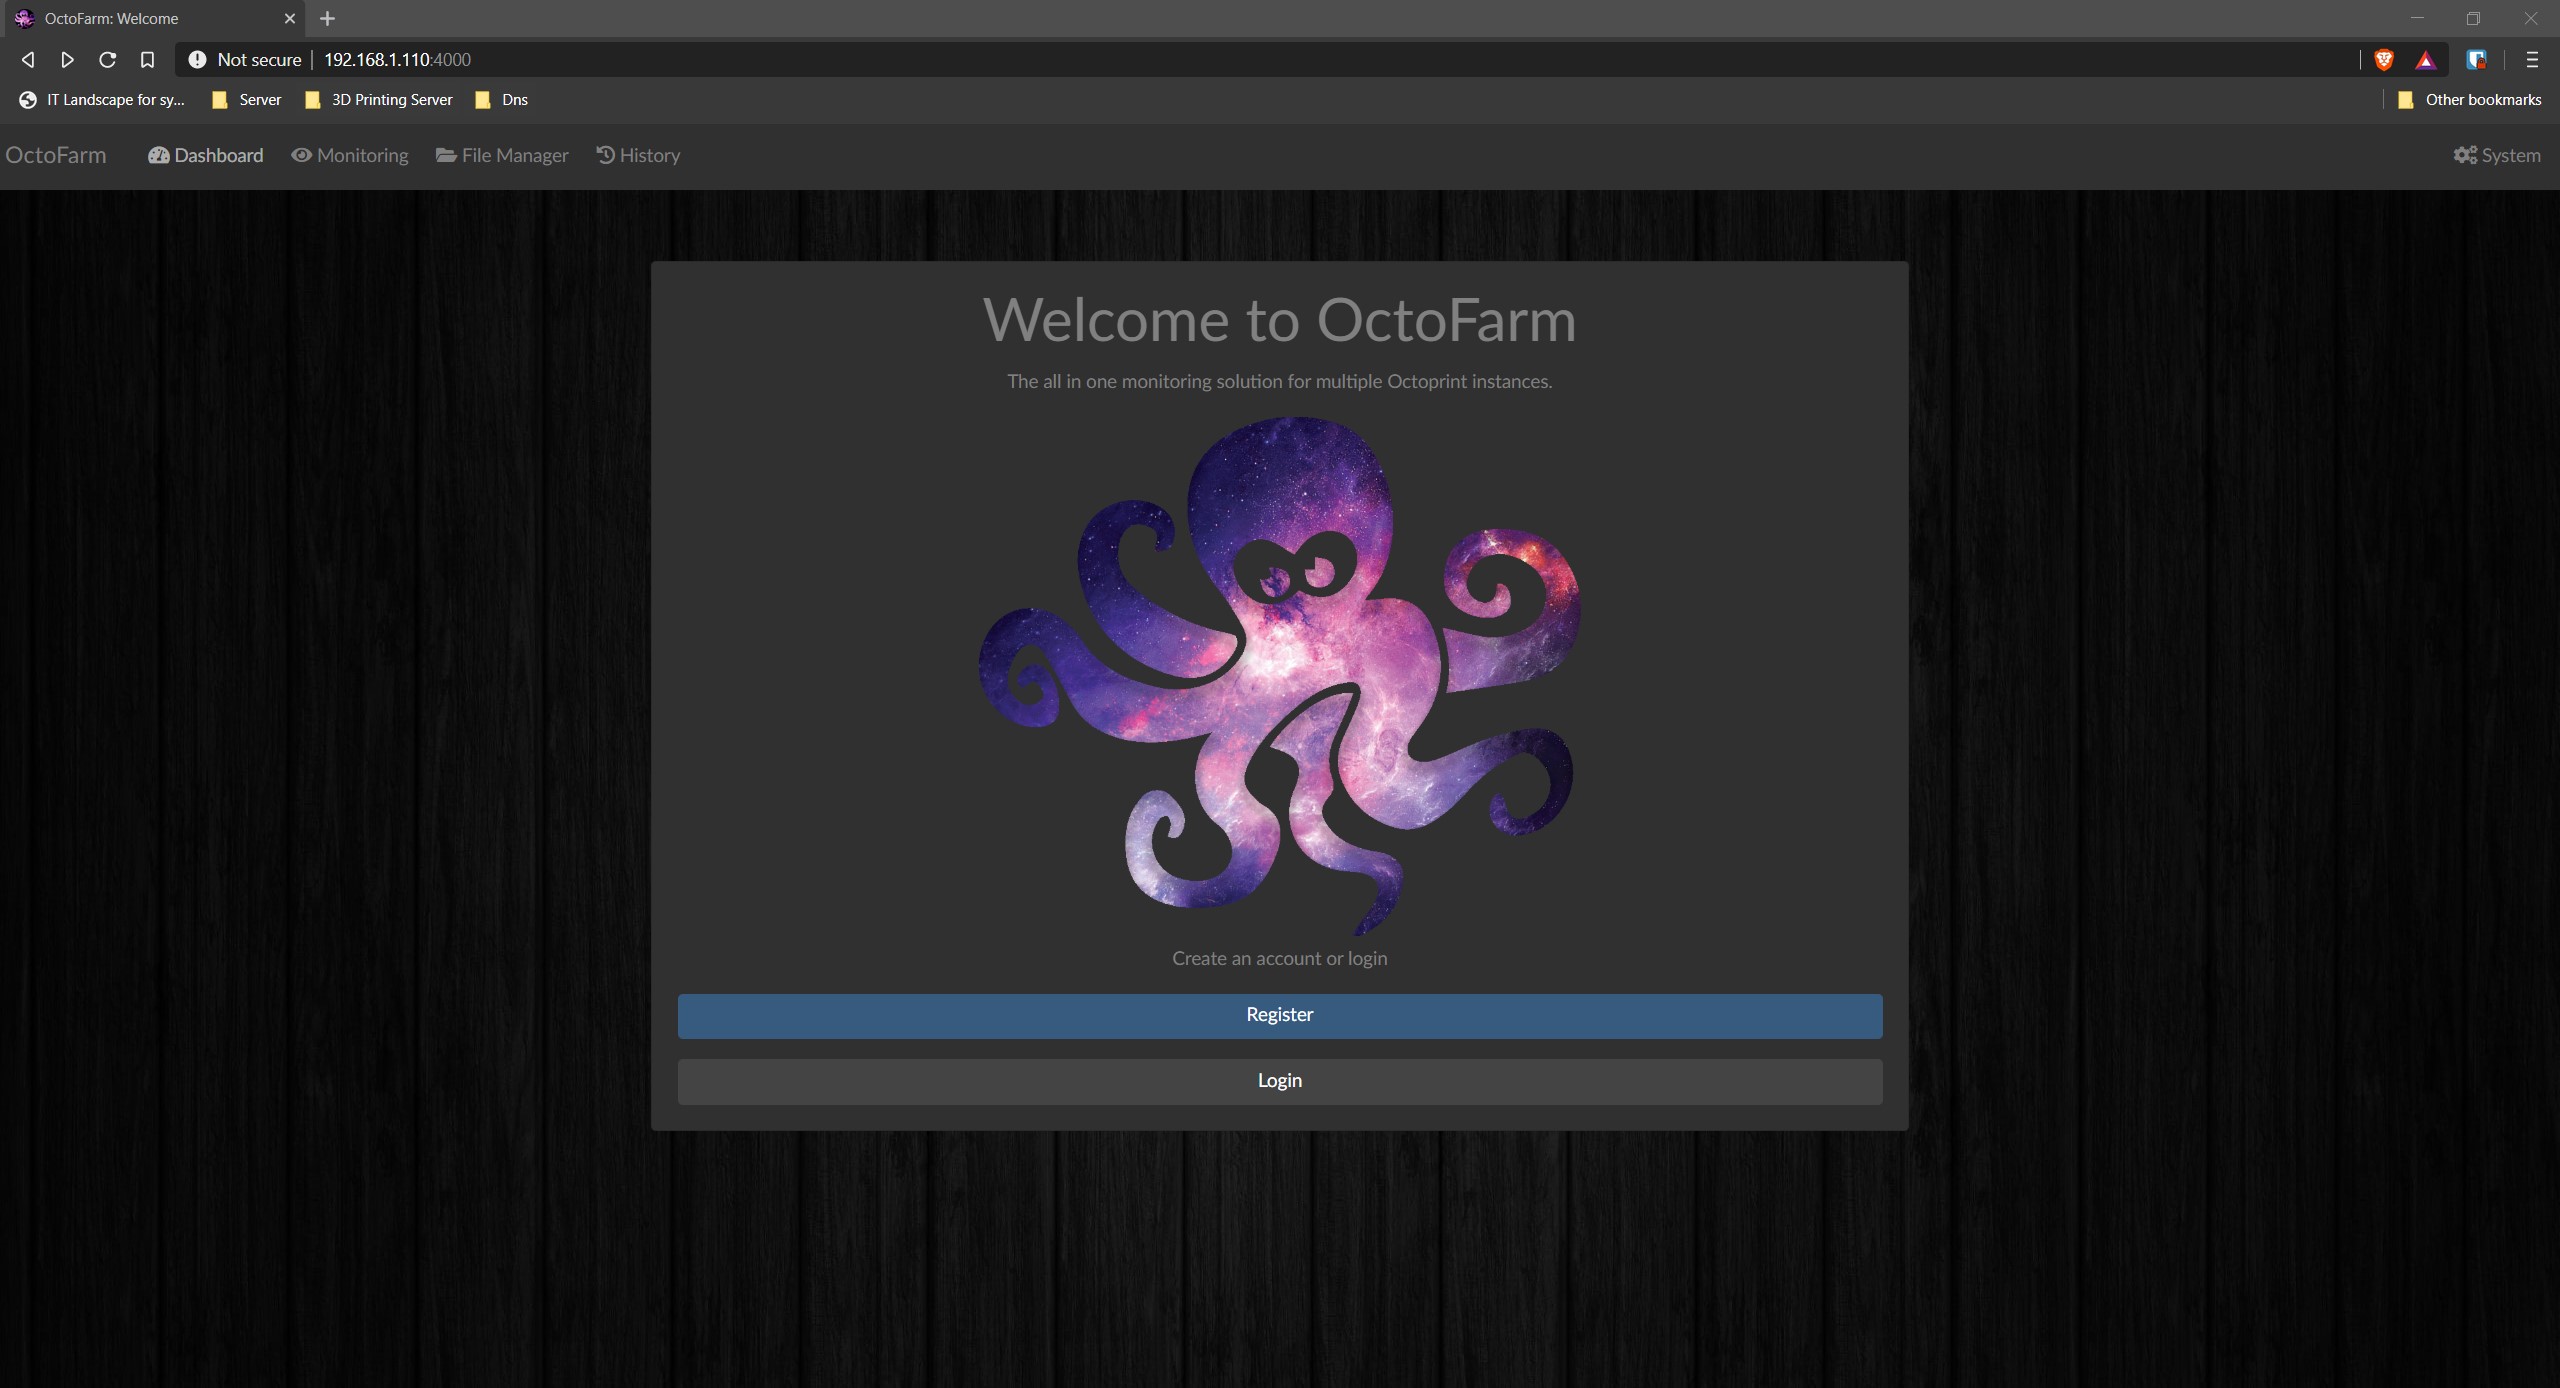 OctoFarm: Welcome
Not secure 192.168.1.110:4000
IT Landscape for sy... Server 3D Printing Server Dns Other bookmarks
OctoFarm Dashboard Monitoring File Manager History System
Welcome to OctoFarm
The all in one monitoring solution for multiple Octoprint instances.
Create an account or login
Register
Login